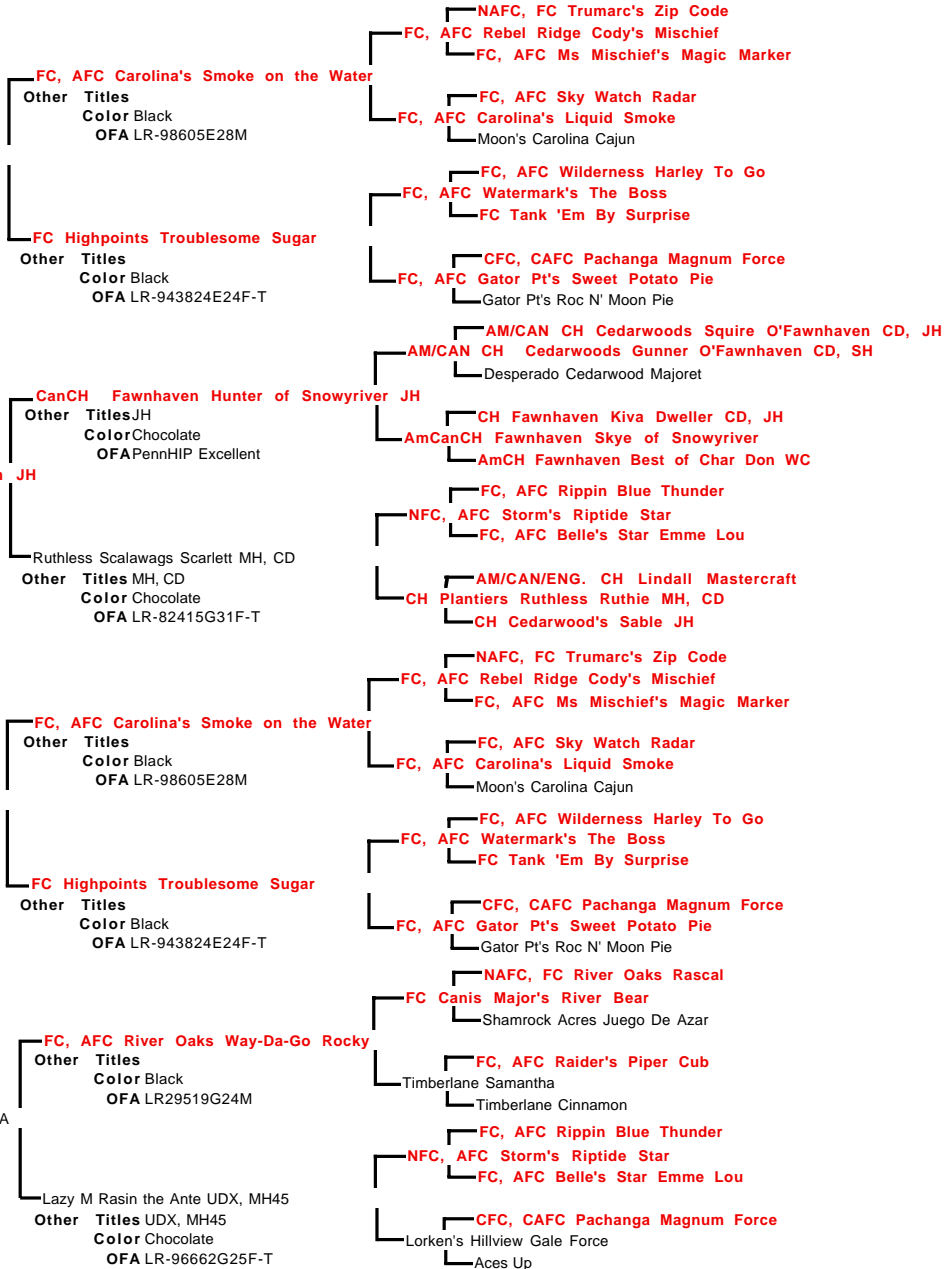 NAFC, FC Trumarc's Zip Code
FC, AFC Rebel Ridge Cody's Mischief
FC, AFC Ms Mischief's Magic Marker
FC, AFC Carolina's Smoke on the Water
Other Titles
Color Black
OFA LR-98605E28M
FC, AFC Sky Watch Radar
FC, AFC Carolina's Liquid Smoke
Moon's Carolina Cajun
FC, AFC Wilderness Harley To Go
FC, AFC Watermark's The Boss
FC Tank 'Em By Surprise
FC Highpoints Troublesome Sugar
Other Titles
Color Black
OFA LR-943824E24F-T
CFC, CAFC Pachanga Magnum Force
FC, AFC Gator Pt's Sweet Potato Pie
Gator Pt's Roc N' Moon Pie
AM/CAN CH Cedarwoods Squire O'Fawnhaven CD, JH
AM/CAN CH Cedarwoods Gunner O'Fawnhaven CD, SH
Desperado Cedarwood Majoret
CanCH Fawnhaven Hunter of Snowyriver JH
Other Titles JH
Color Chocolate
OFA PennHIP Excellent
CH Fawnhaven Kiva Dweller CD, JH
AmCanCH Fawnhaven Skye of Snowyriver
AmCH Fawnhaven Best of Char Don WC
JH
FC, AFC Rippin Blue Thunder
NFC, AFC Storm's Riptide Star
FC, AFC Belle's Star Emme Lou
Ruthless Scalawags Scarlett MH, CD
Other Titles MH, CD
Color Chocolate
OFA LR-82415G31F-T
AM/CAN/ENG. CH Lindall Mastercraft
CH Plantiers Ruthless Ruthie MH, CD
CH Cedarwood's Sable JH
NAFC, FC Trumarc's Zip Code
FC, AFC Rebel Ridge Cody's Mischief
FC, AFC Ms Mischief's Magic Marker
FC, AFC Carolina's Smoke on the Water
Other Titles
Color Black
OFA LR-98605E28M
FC, AFC Sky Watch Radar
FC, AFC Carolina's Liquid Smoke
Moon's Carolina Cajun
FC, AFC Wilderness Harley To Go
FC, AFC Watermark's The Boss
FC Tank 'Em By Surprise
FC Highpoints Troublesome Sugar
Other Titles
Color Black
OFA LR-943824E24F-T
CFC, CAFC Pachanga Magnum Force
FC, AFC Gator Pt's Sweet Potato Pie
Gator Pt's Roc N' Moon Pie
NAFC, FC River Oaks Rascal
FC Canis Major's River Bear
Shamrock Acres Juego De Azar
FC, AFC River Oaks Way-Da-Go Rocky
Other Titles
Color Black
OFA LR29519G24M
FC, AFC Raider's Piper Cub
Timberlane Samantha
Timberlane Cinnamon
A
FC, AFC Rippin Blue Thunder
NFC, AFC Storm's Riptide Star
FC, AFC Belle's Star Emme Lou
Lazy M Rasin the Ante UDX, MH45
Other Titles UDX, MH45
Color Chocolate
OFA LR-96662G25F-T
CFC, CAFC Pachanga Magnum Force
Lorken's Hillview Gale Force
Aces Up